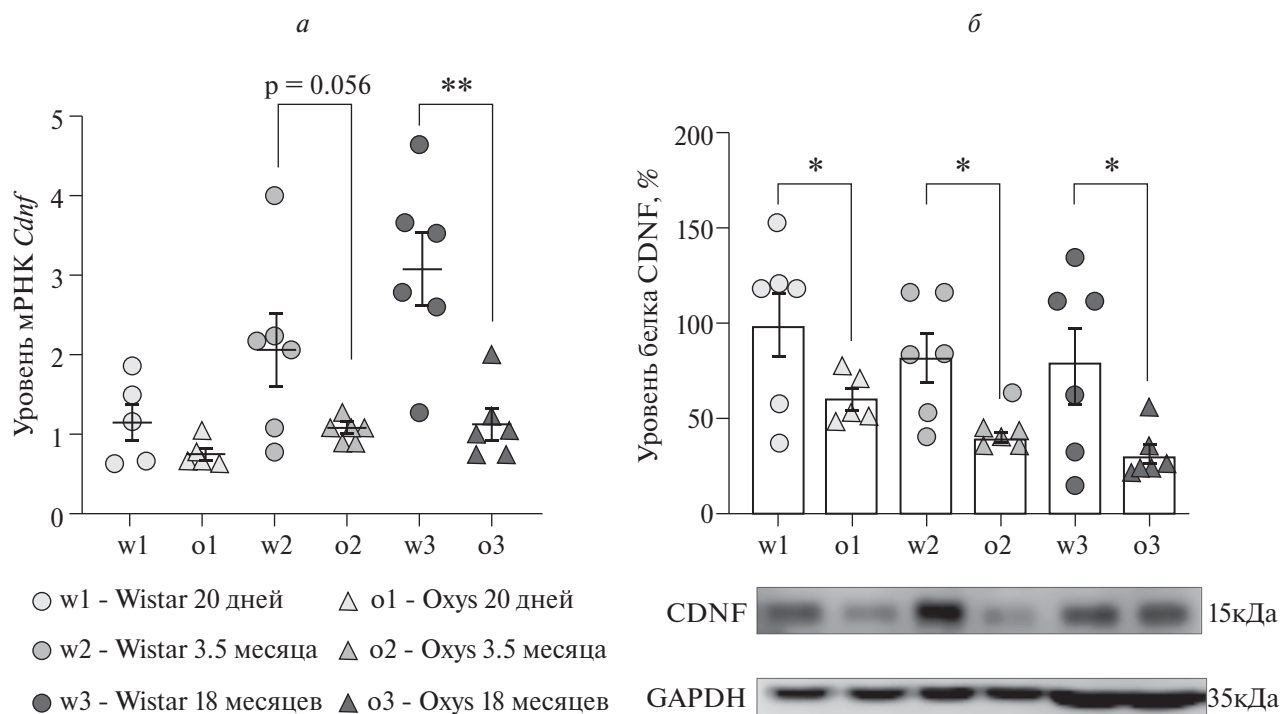 а
p = 0.056
**
5
4
3
2
1
0
Уровень мРНК Cdnf
w1 o1 w2 o2 w3 o3
w1 - Wistar 20 дней
o1 - Oxys 20 дней
w2 - Wistar 3.5 месяца
o2 - Oxys 3.5 месяца
w3 - Wistar 18 месяцев
o3 - Oxys 18 месяцев
б
* * *
200
150
100
50
0
Уровень белка CDNF, %
w1 o1 w2 o2 w3 o3
CDNF 15кДа
GAPDH 35кДа